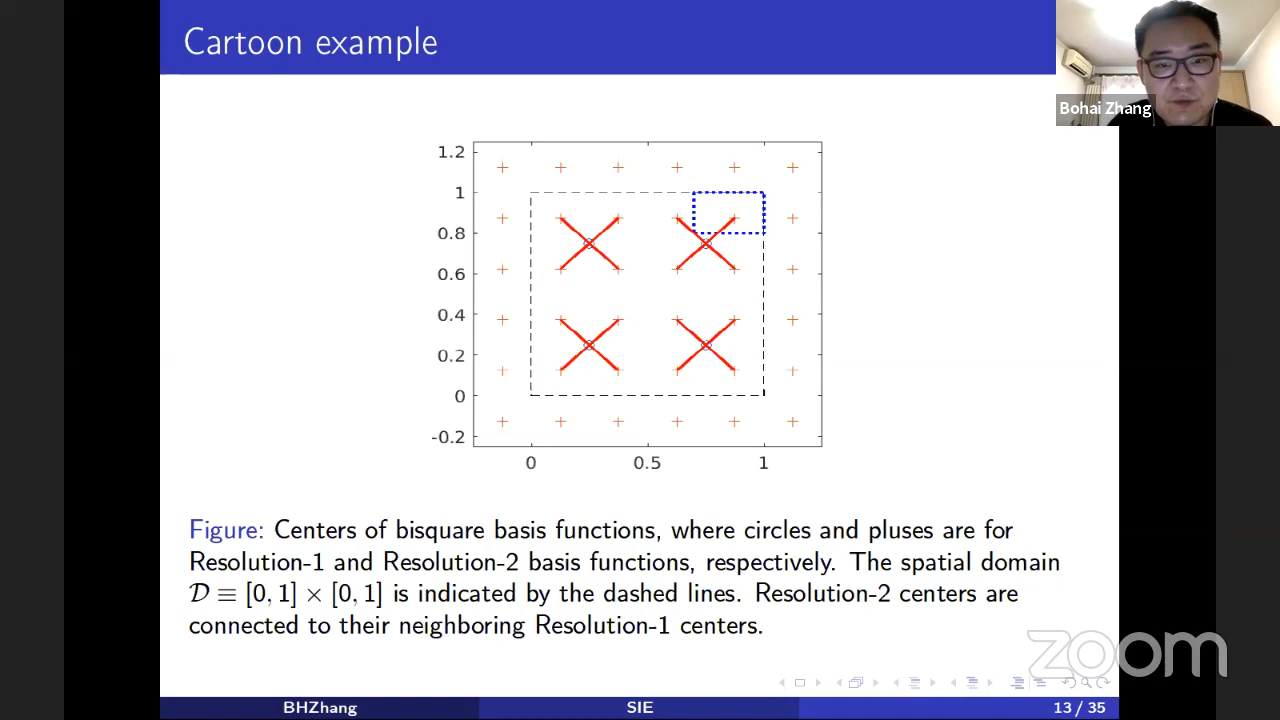 Cartoon example
Bohai Zhang
1.2
1
0.8
0.6
0.4
0.2
0
-0.2
0
0.5
1
Figure: Centers of bisquare basis functions, where circles and pluses are for
Resolution-1 and Resolution-2 basis functions, respectively. The spatial domain
𝒟 ≡ [0, 1] × [0, 1] is indicated by the dashed lines. Resolution-2 centers are
connected to their neighboring Resolution-1 centers.
zoom
BHZhang
SIE
13 / 35